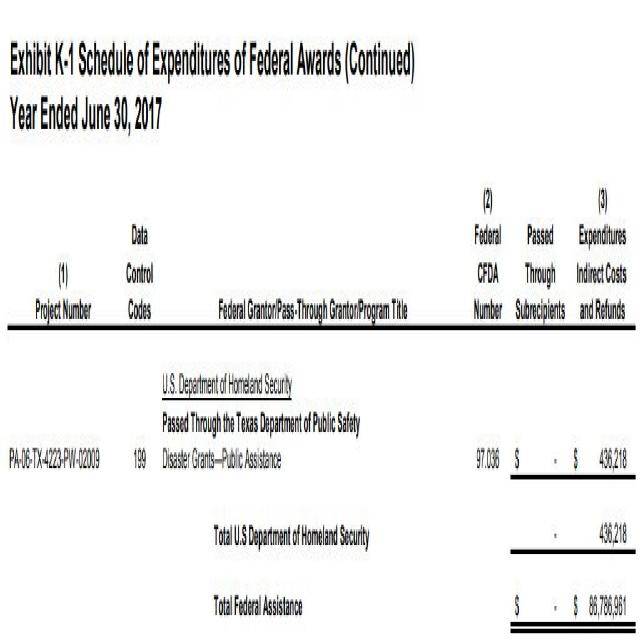 Exhibit K-1 Schedule of Expenditures of Federal Awards (Continued)
Year Ended June 30, 2017
(2) (3)
Data Federal Passed Expenditures
(1) Control CFDA Through Indirect Costs
Project Number Codes Federal Grantor/Pass-Through Grantor/Program Title Number Subrecipients and Refunds
U.S. Department of Homeland Security
Passed Through the Texas Department of Public Safety
PA-06-TX-4223-PW-02009 199 Disaster Grants—Public Assistance 97.036 $ - $ 436,218
Total U.S Department of Homeland Security - 436,218
Total Federal Assistance $ - $ 86,786,961